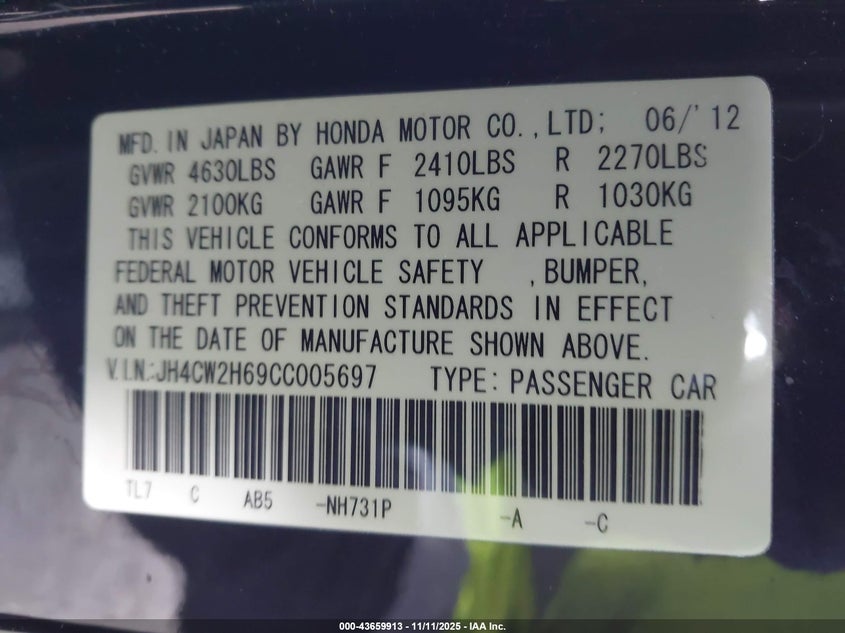 MFD. IN JAPAN BY HONDA MOTOR CO.,LTD; 06/'12
GVWR 4630LBS GAWR F 2410LBS R 2270LBS
GVWR 2100KG GAWR F 1095KG R 1030KG
THIS VEHICLE CONFORMS TO ALL APPLICABLE
FEDERAL MOTOR VEHICLE SAFETY , BUMPER,
AND THEFT PREVENTION STANDARDS IN EFFECT
ON THE DATE OF MANUFACTURE SHOWN ABOVE.
V.I.N.:JH4CW2H69CC005697 TYPE: PASSENGER CAR
TL7 C AB5 -NH731P -A -C
000-43659913 - 11/11/2025 - IAA Inc.